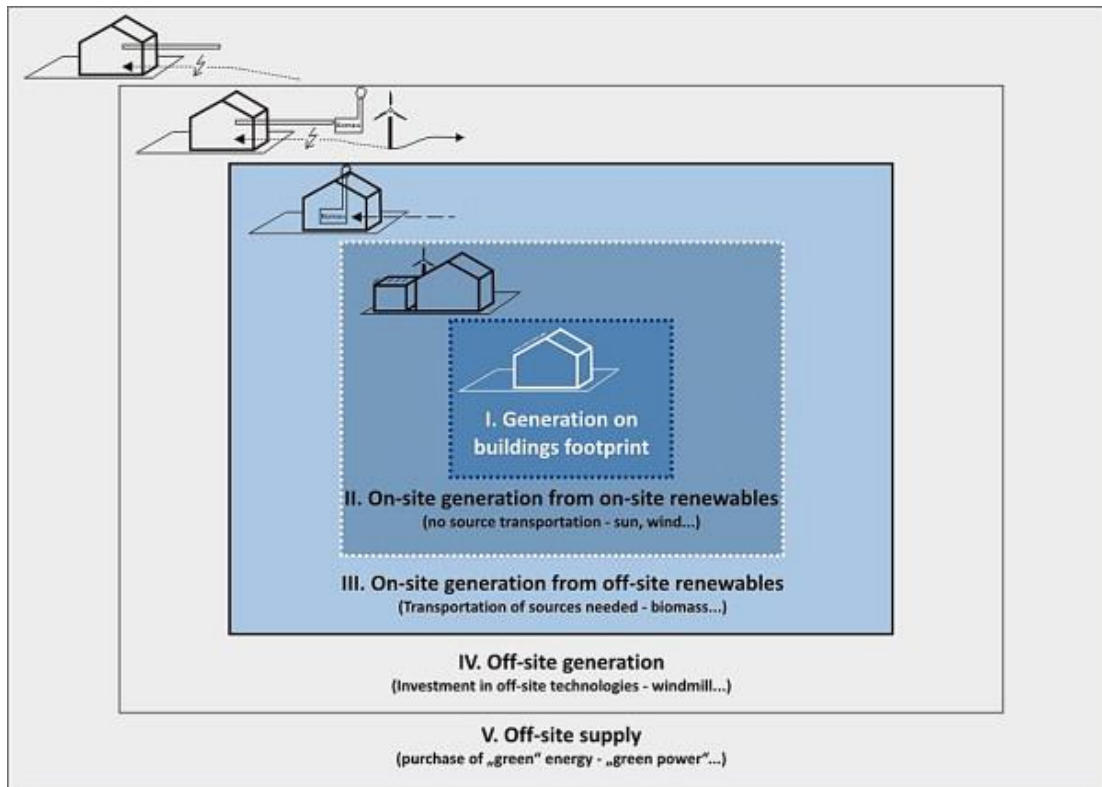 I. Generation on
buildings footprint
II. On-site generation from on-site renewables
(no source transportation - sun, wind...)
III. On-site generation from off-site renewables
(Transportation of sources needed - biomass...)
IV. Off-site generation
(Investment in off-site technologies - windmill...)
V. Off-site supply
(purchase of „green“ energy - „green power“...)